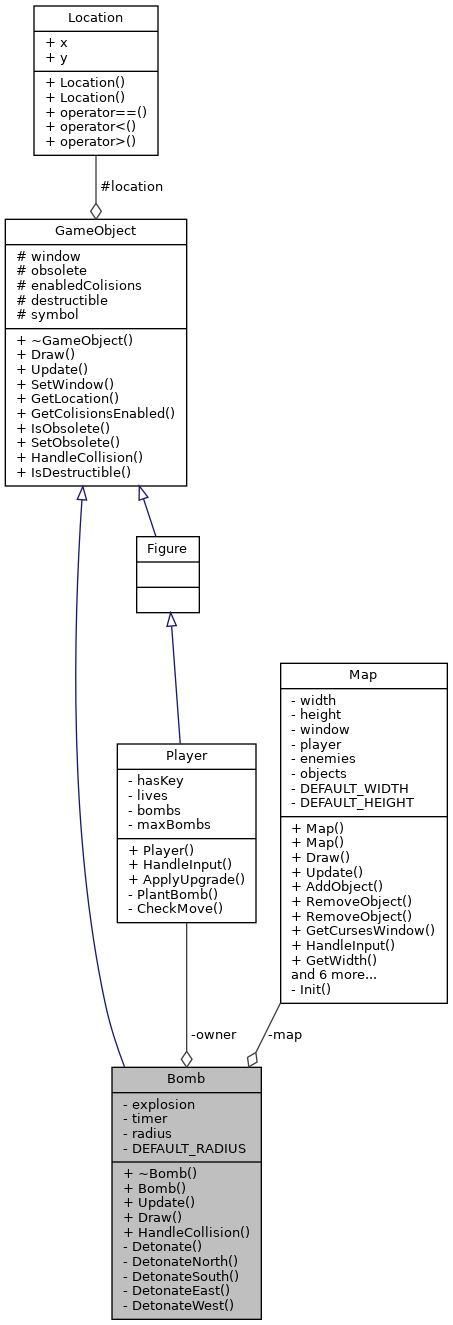 Location
+ x
+ y
+ Location()
+ Location()
+ operator==()
+ operator<()
+ operator>()
#location
GameObject
# window
# obsolete
# enabledColisions
# destructible
# symbol
+ ~GameObject()
+ Draw()
+ Update()
+ SetWindow()
+ GetLocation()
+ GetColisionsEnabled()
+ IsObsolete()
+ SetObsolete()
+ HandleCollision()
+ IsDestructible()
Figure
Player
- hasKey
- lives
- bombs
- maxBombs
+ Player()
+ HandleInput()
+ ApplyUpgrade()
- PlantBomb()
- CheckMove()
Map
- width
- height
- window
- player
- enemies
- objects
- DEFAULT_WIDTH
- DEFAULT_HEIGHT
+ Map()
+ Map()
+ Draw()
+ Update()
+ AddObject()
+ RemoveObject()
+ RemoveObject()
+ GetCursesWindow()
+ HandleInput()
+ GetWidth()
and 6 more...
- Init()
-owner
-map
Bomb
- explosion
- timer
- radius
- DEFAULT_RADIUS
+ ~Bomb()
+ Bomb()
+ Update()
+ Draw()
+ HandleCollision()
- Detonate()
- DetonateNorth()
- DetonateSouth()
- DetonateEast()
- DetonateWest()